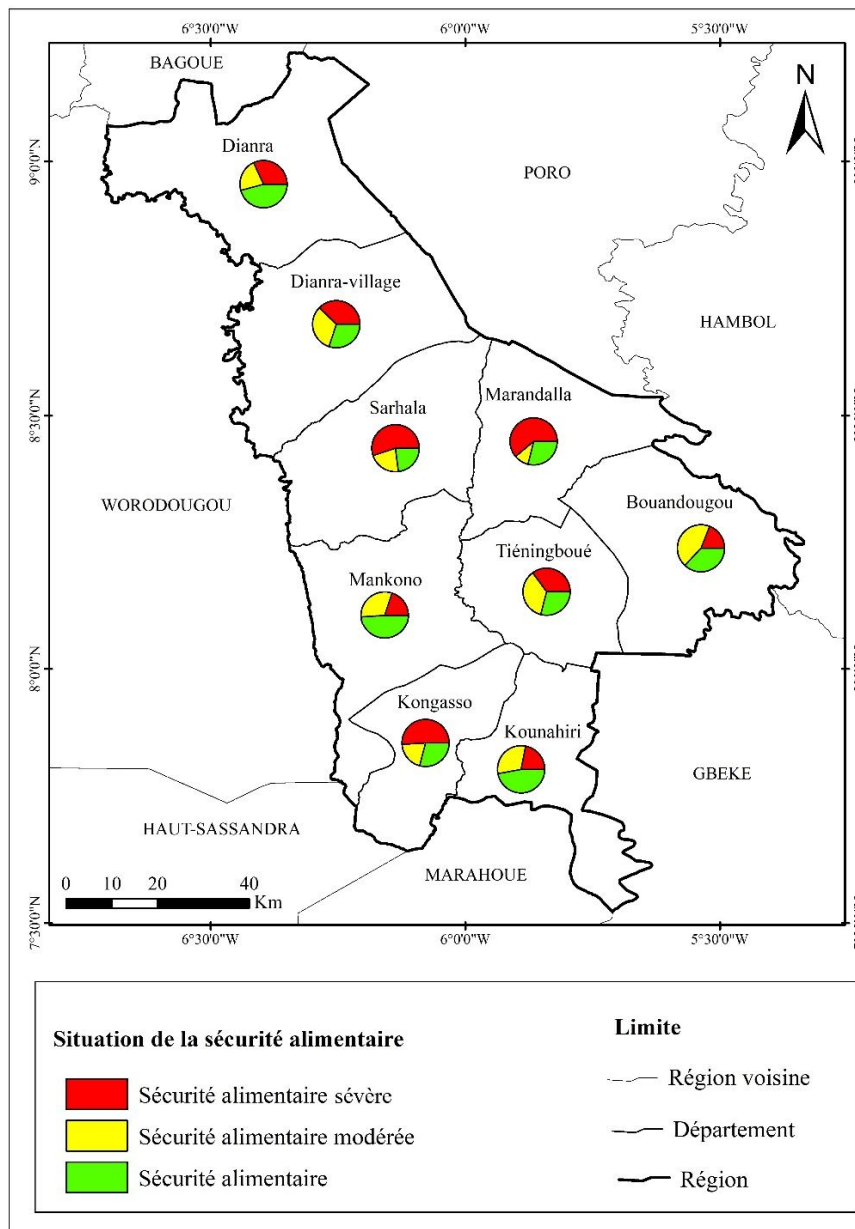 6°30'0"W 6°0'0"W 5°30'0"W
BAGOUE
N
Dianra
9°0'0"N
PORO
Dianra-village
HAMBOL
Sarhala
Marandalla
8°30'0"N
WORODOUGOU
Bouandougou
Tiéningboué
Mankono
8°0'0"N
Kongasso
Kounahiri
GBEKE
HAUT-SASSANDRA
MARAHOUE
0 10 20 40
Km
7°30'0"N
6°30'0"W 6°0'0"W 5°30'0"W
Situation de la sécurité alimentaire
Sécurité alimentaire sévère
Sécurité alimentaire modérée
Sécurité alimentaire
Limite
Région voisine
Département
Région